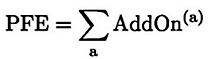 PFE = ∑ₐ AddOn⁽ᵃ⁾